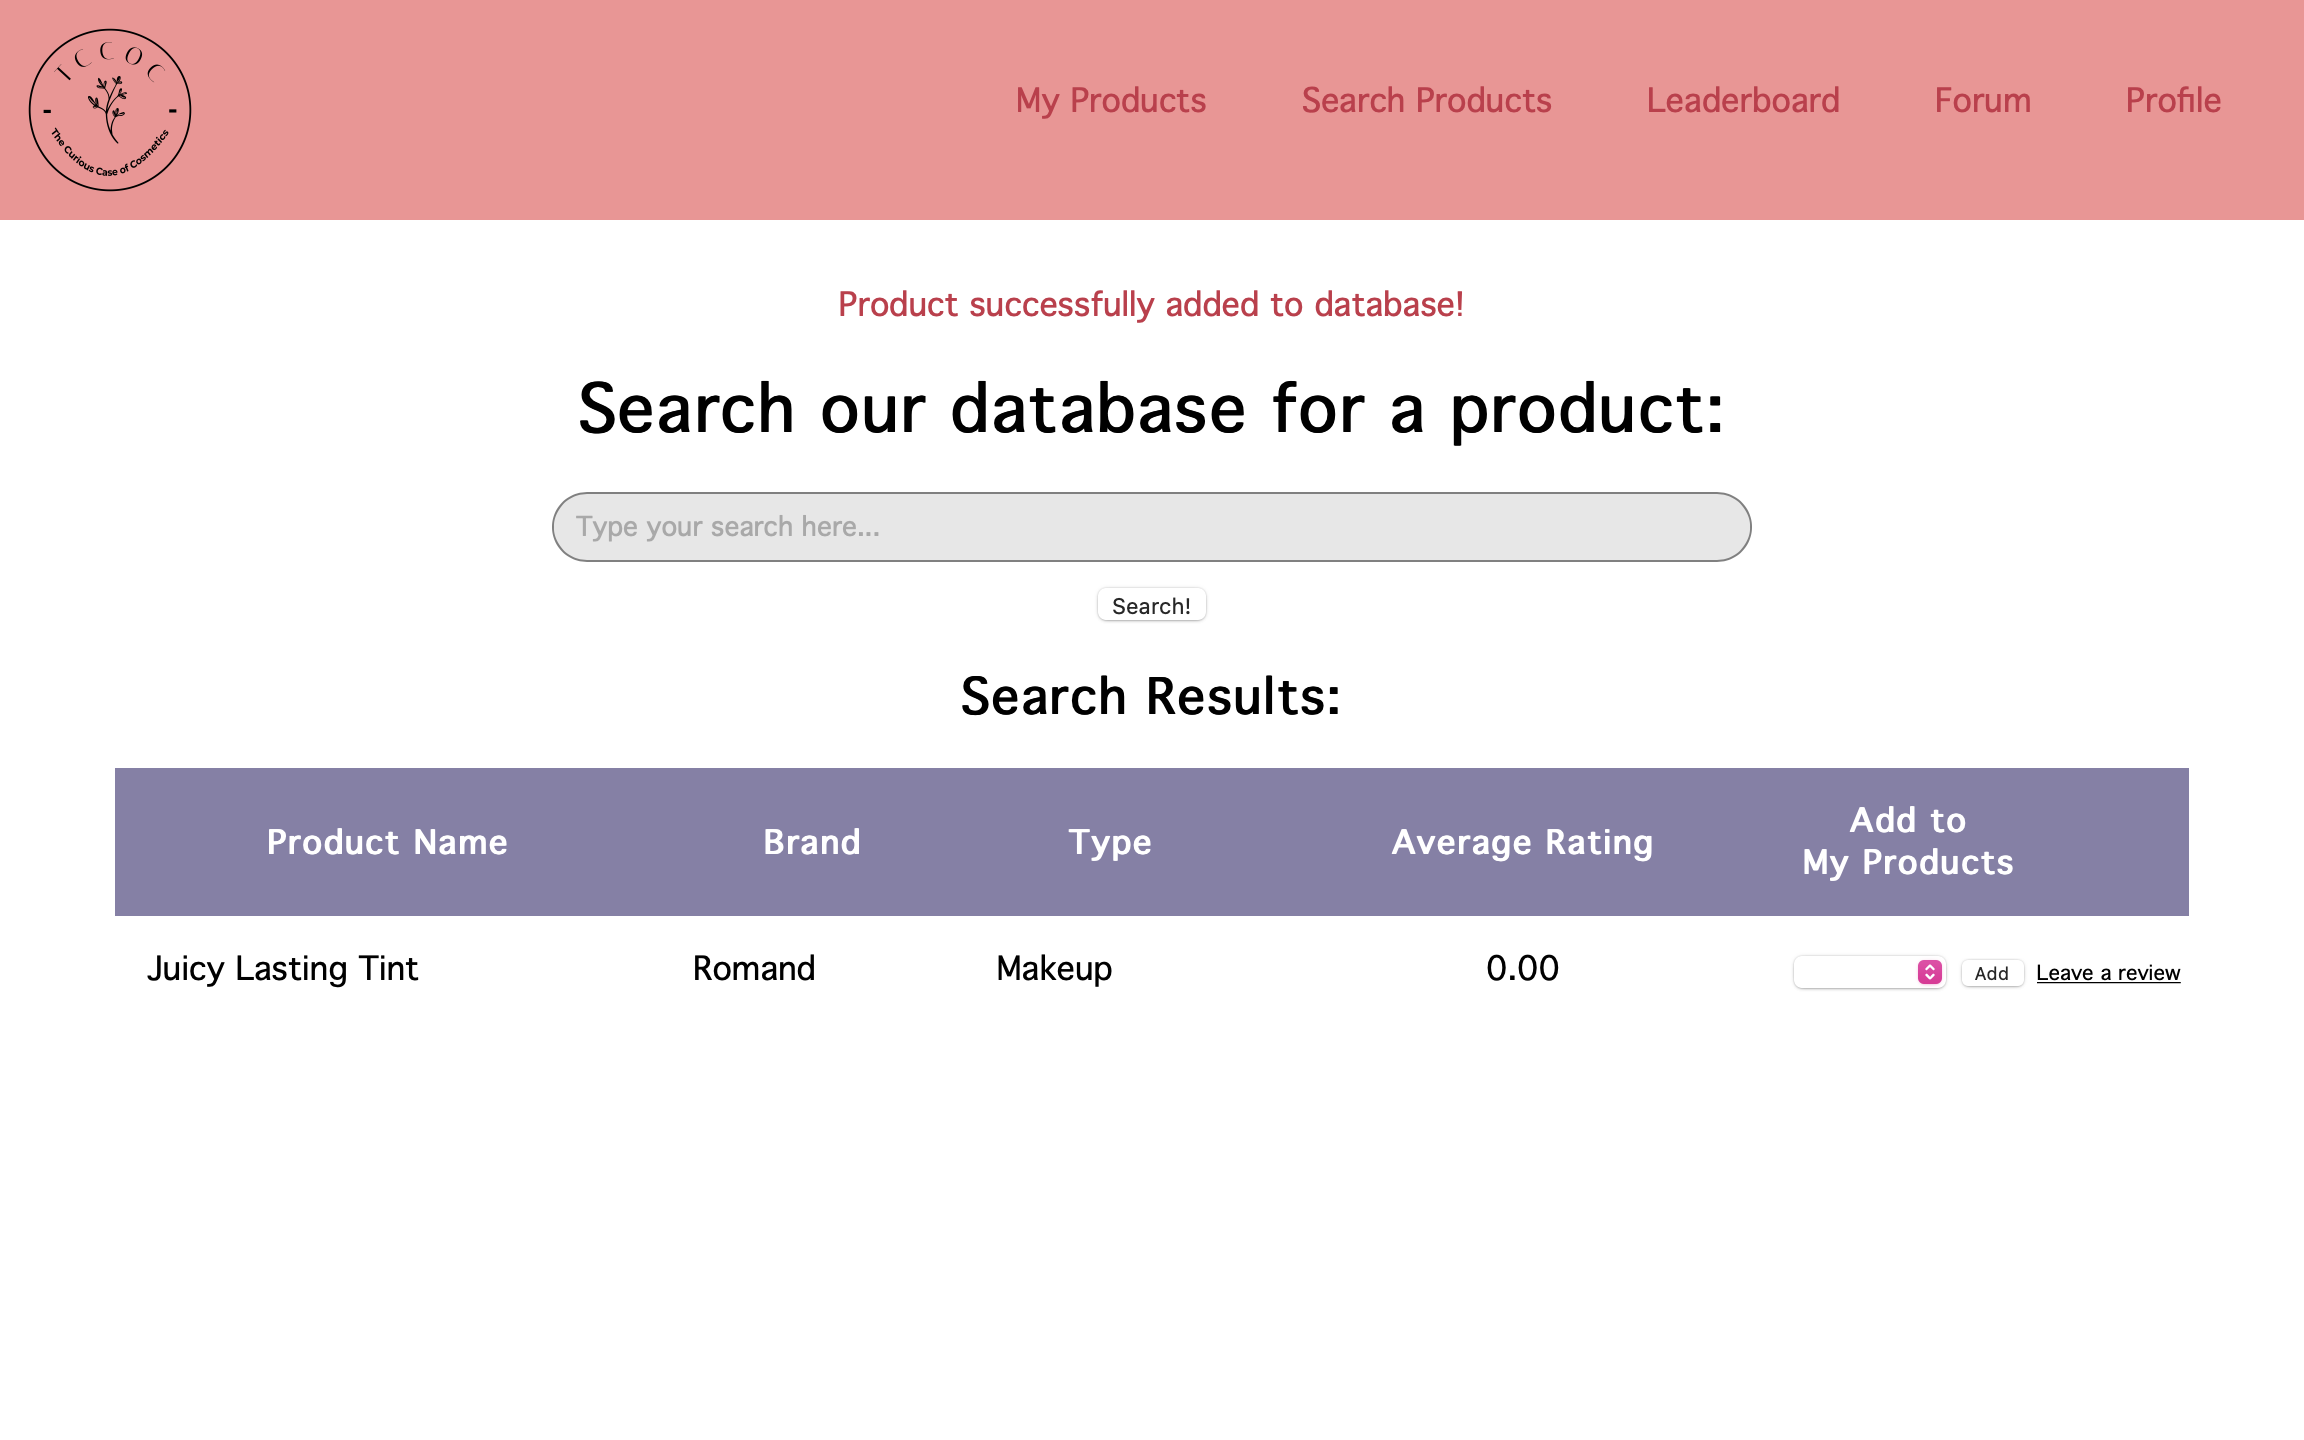 TCCOC
- -
The Curious Case of Cosmetics
My Products Search Products Leaderboard Forum Profile
Product successfully added to database!
Search our database for a product:
Type your search here...
Search!
Search Results:
Product Name Brand Type Average Rating Add to
My Products
Juicy Lasting Tint Romand Makeup 0.00 Add Leave a review